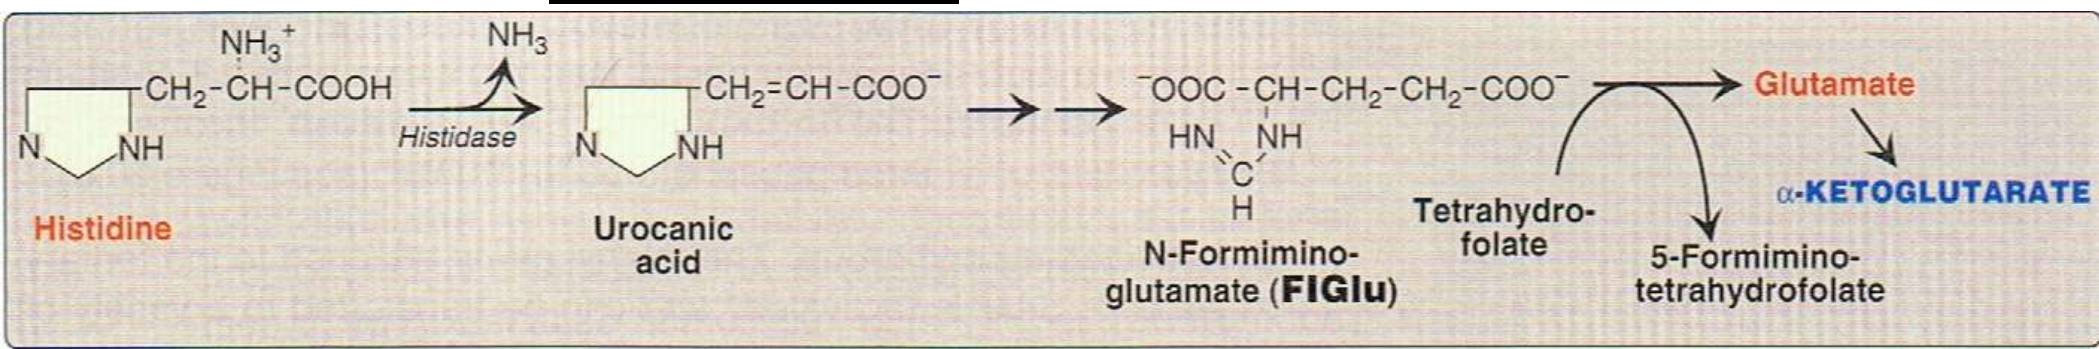 NH₃⁺
CH₂-CH-COOH
N
NH
Histidine
NH₃
Histidase
CH₂=CH-COO⁻
N
NH
Urocanic
acid
⁻OOC-CH-CH₂-CH₂-COO⁻
HN
NH
C
H
N-Formimino-
glutamate (FIGlu)
Tetrahydro-
folate
5-Formimino-
tetrahydrofolate
Glutamate
α-KETOGLUTARATE